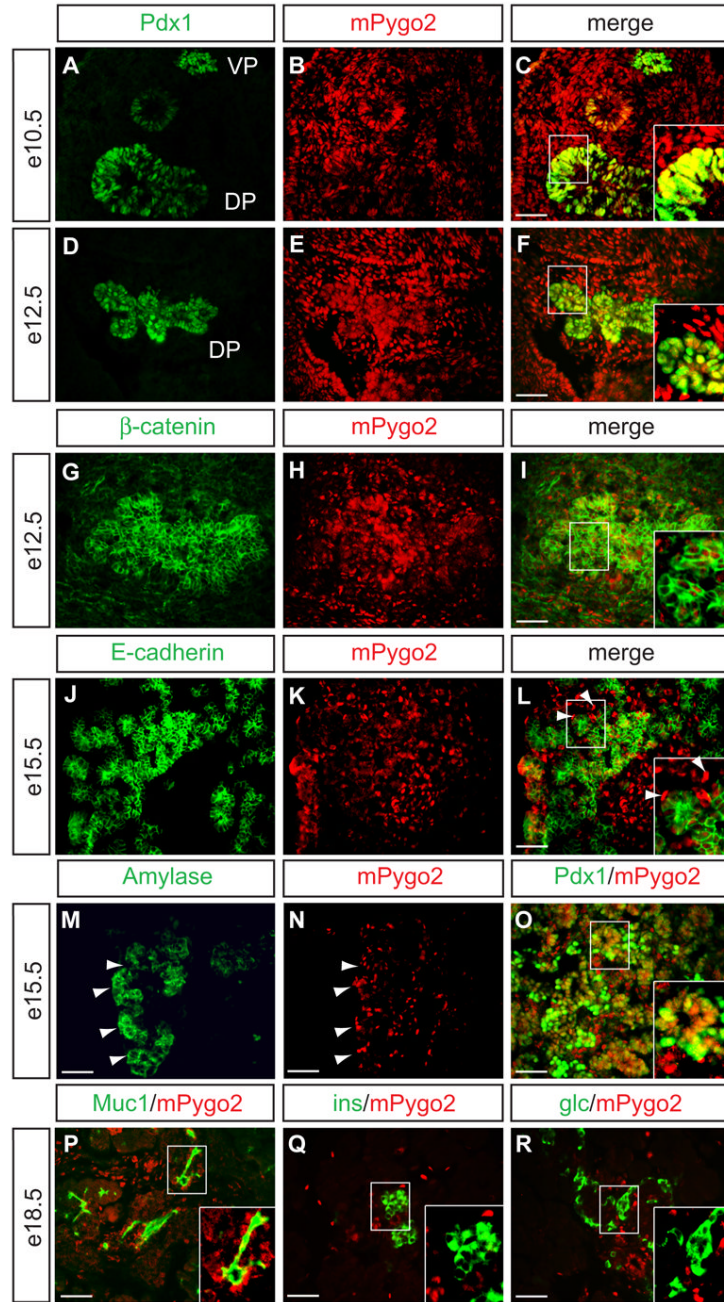 Pdx1 mPygo2 merge
e10.5
A VP B C
DP
e12.5
D E F
DP
β-catenin mPygo2 merge
e12.5
G H I
E-cadherin mPygo2 merge
e15.5
J K L
Amylase mPygo2 Pdx1/mPygo2
e15.5
M N O
Muc1/mPygo2 ins/mPygo2 glc/mPygo2
e18.5
P Q R